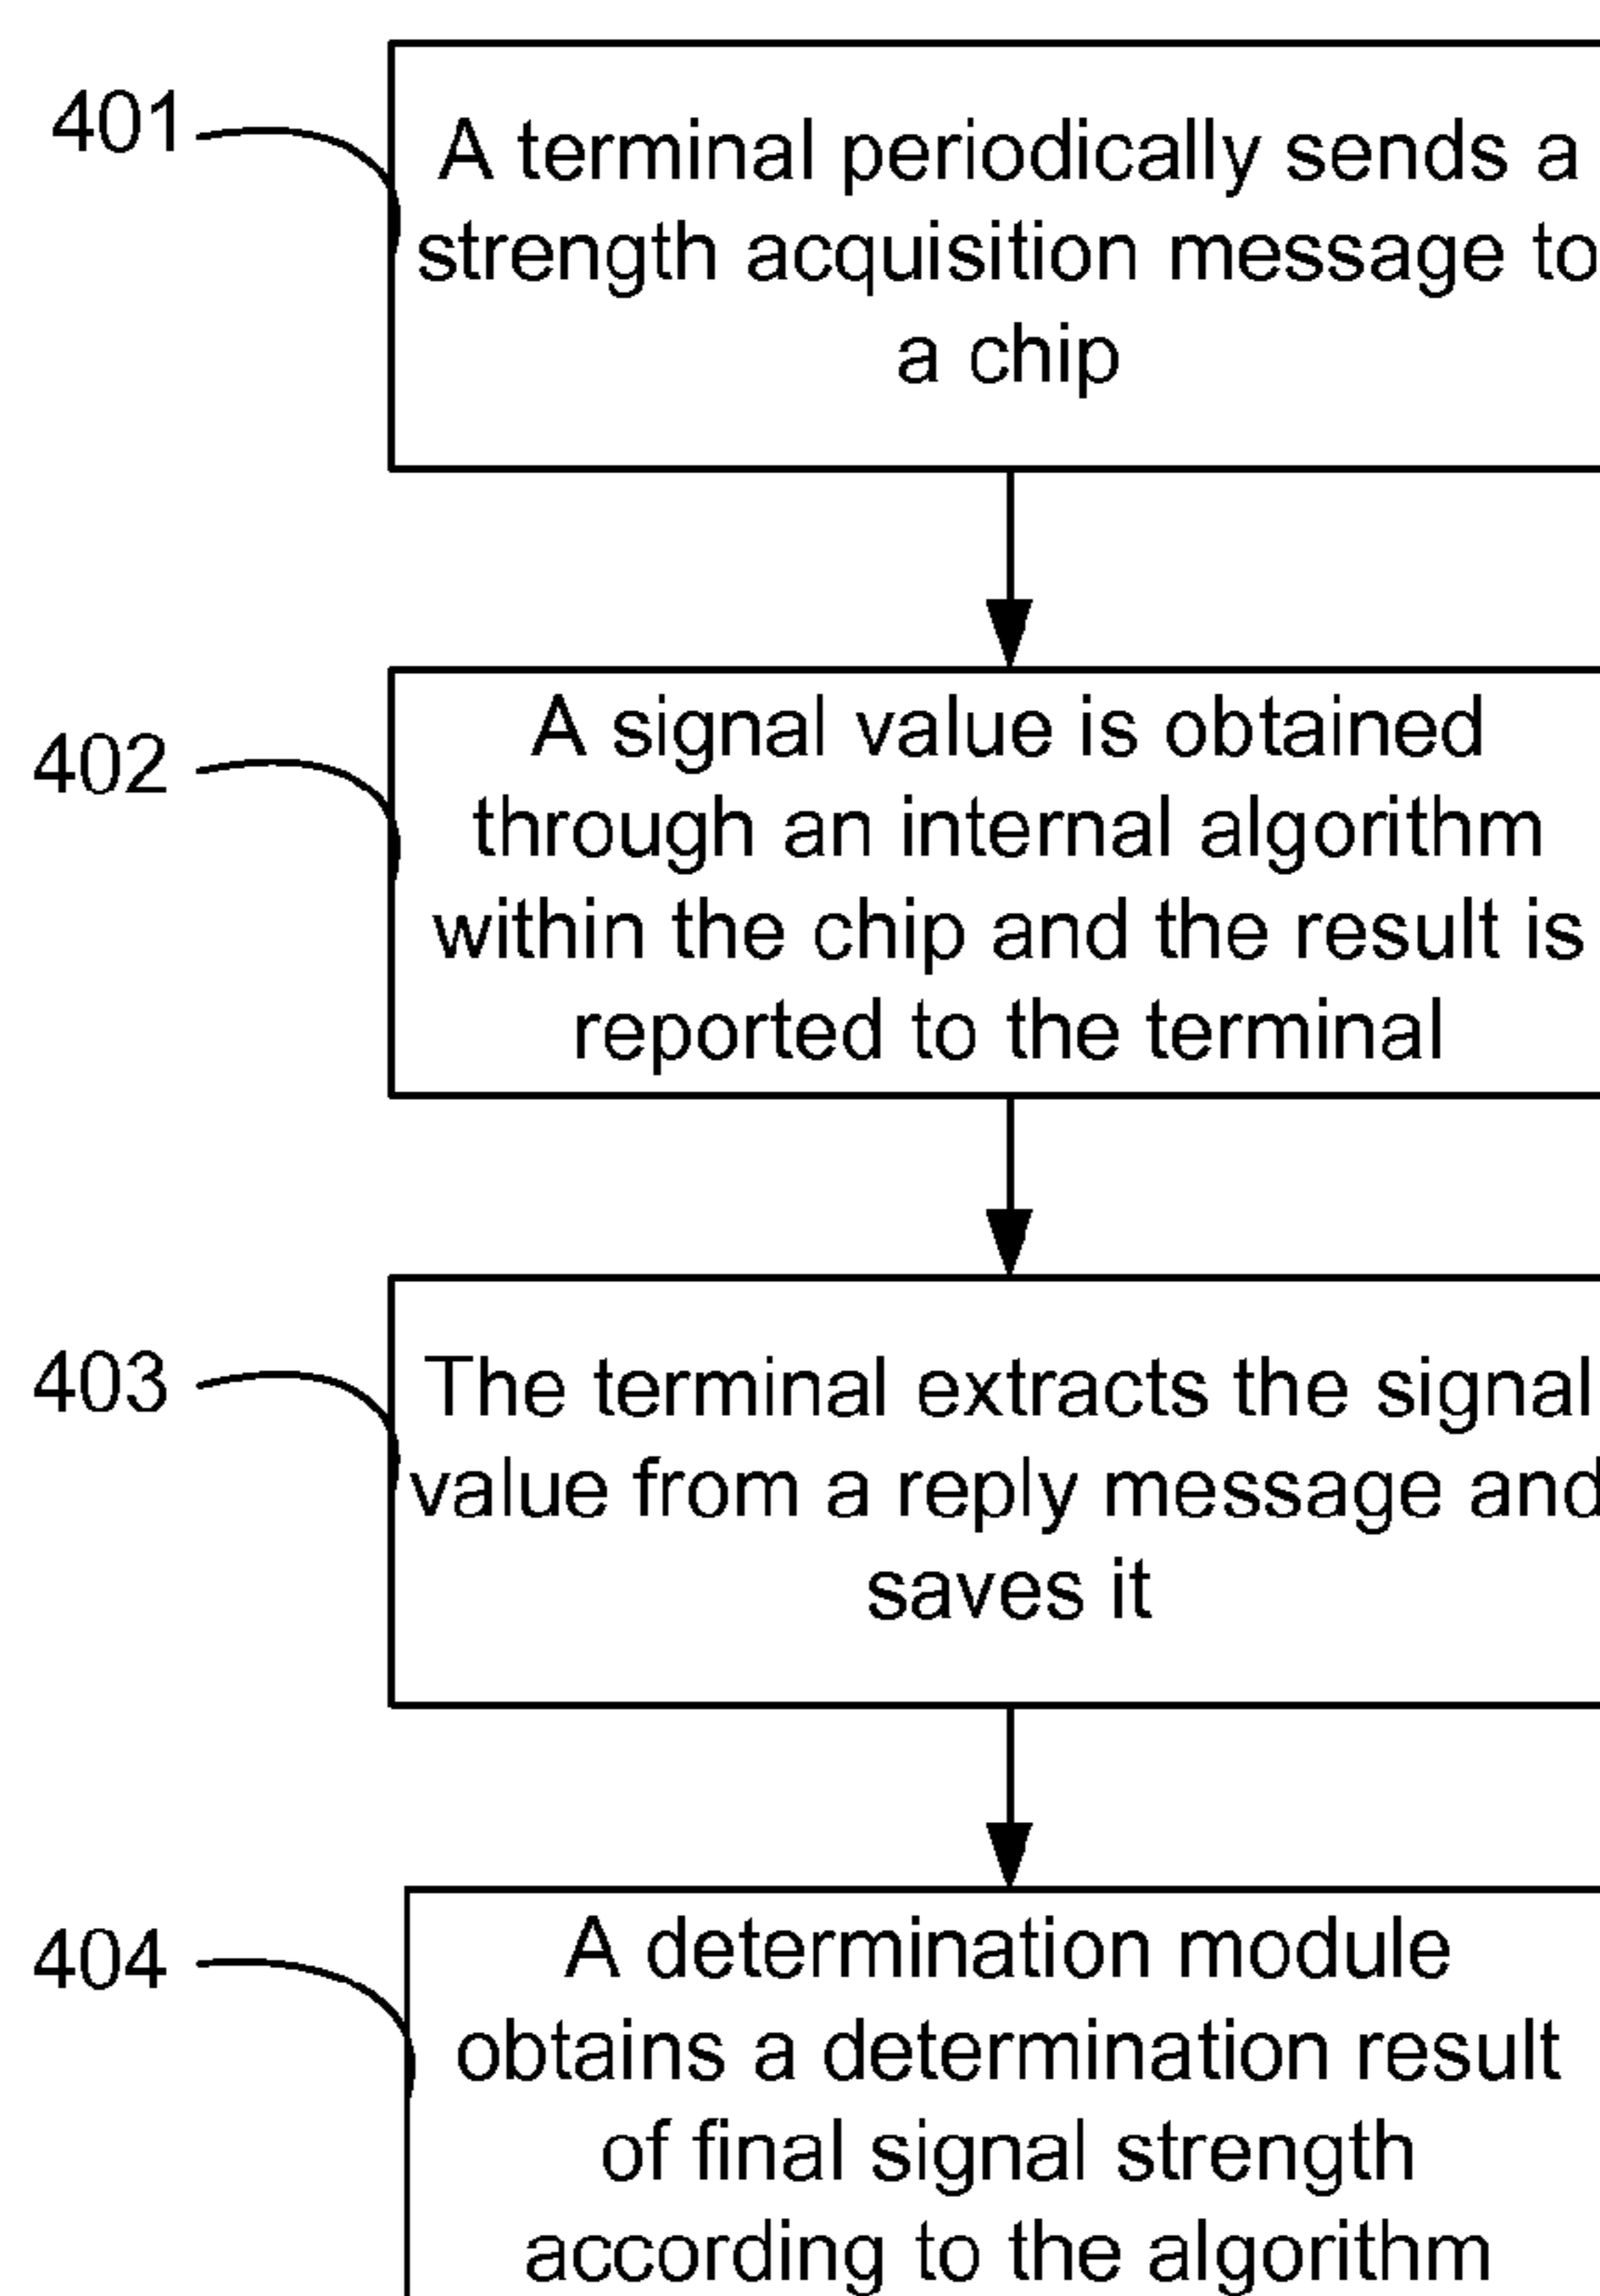 401
A terminal periodically sends a
strength acquisition message to
a chip
402
A signal value is obtained
through an internal algorithm
within the chip and the result is
reported to the terminal
403
The terminal extracts the signal
value from a reply message and
saves it
404
A determination module
obtains a determination result
of final signal strength
according to the algorithm